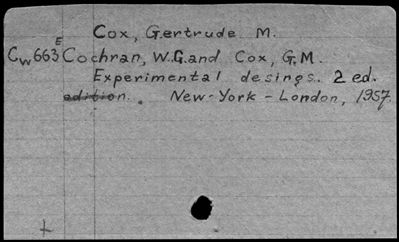 Cox, Gertrude M.
CW663E Cochran, W.G. and Cox, G.M.
Experimental desings. 2 ed.
edition. New-York - London, 1957.